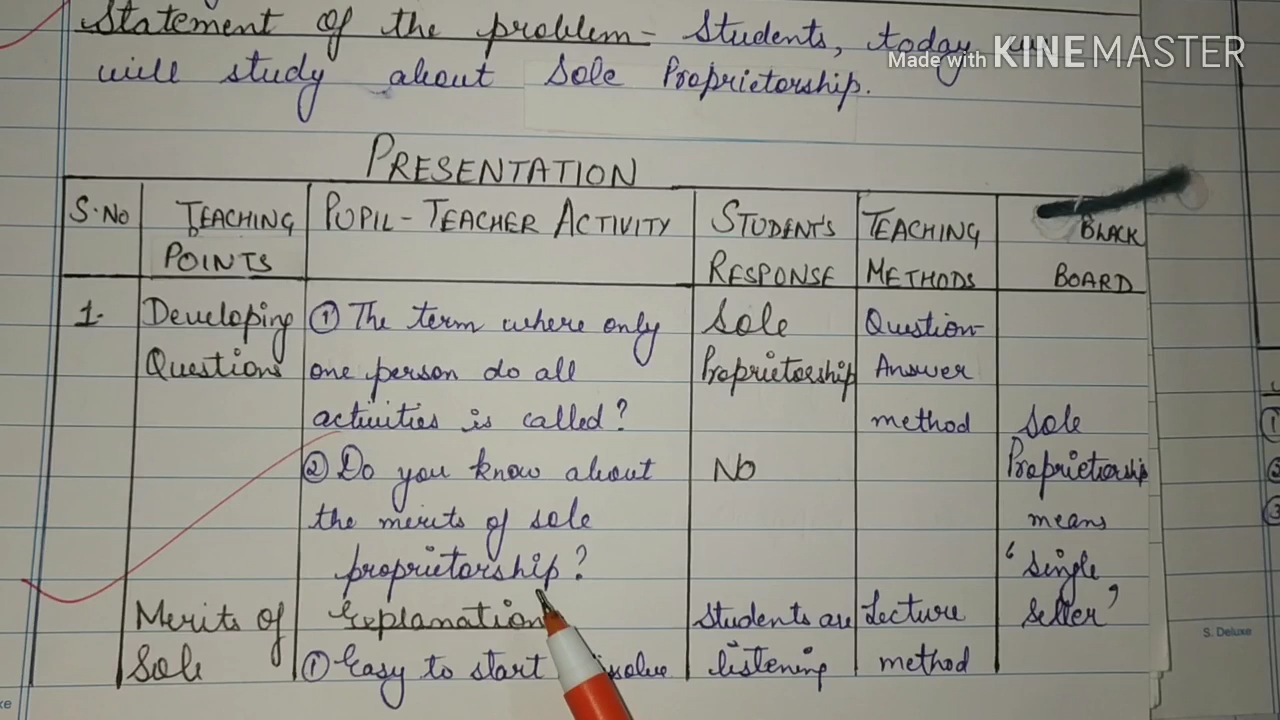 Statement of the problem - Students, today we
will study about Sole Proprietorship.
Made with KINEMASTER
PRESENTATION
S.No
TEACHING
POINTS
PUPIL - TEACHER ACTIVITY
STUDENT'S
RESPONSE
TEACHING
METHODS
BLACK
BOARD
1.
Developing
Questions
① The term where only
one person do all
activities is called?
② Do you know about
the merits of sole
proprietorship?
Sole
Proprietorship
No
Question
Answer
method
Sole
Proprietorship
means
'Single
Seller'
Merits of
Sole
Explanation
① Easy to start
Students are
listening
Lecture
method
①
②
③
S. Deluxe